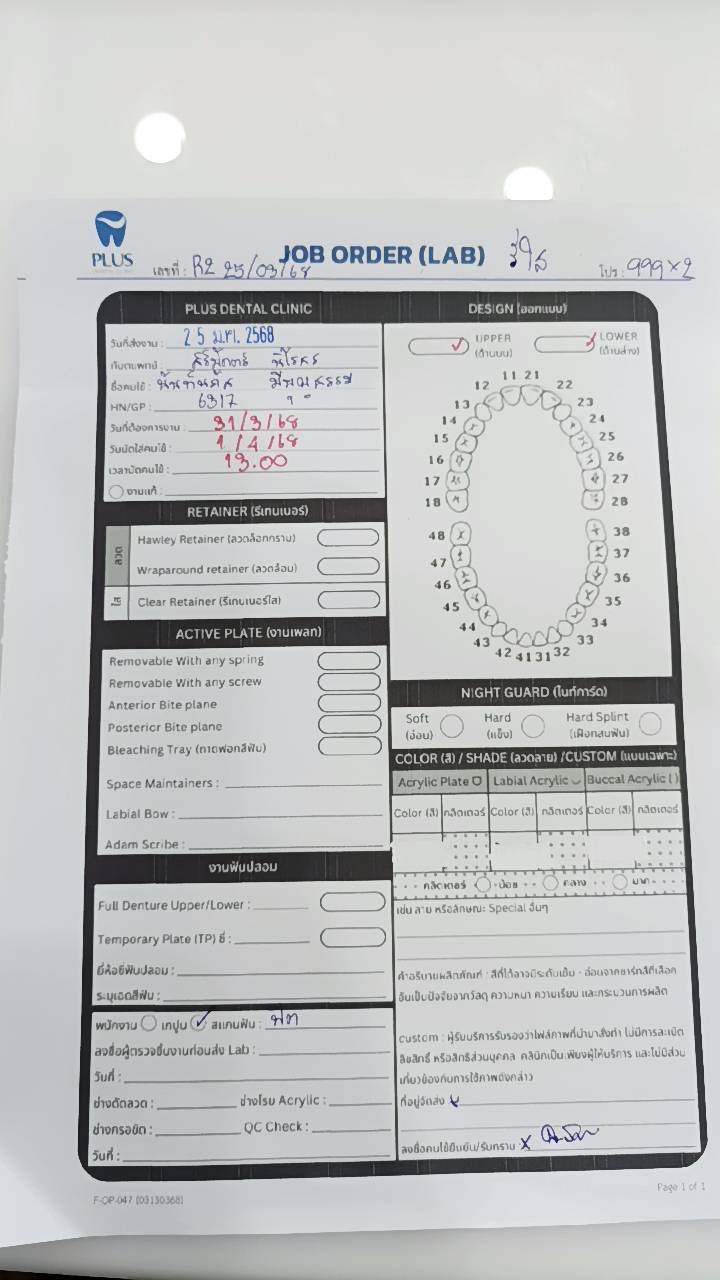 PLUS
เลขที่ : R2 25/03/68
JOB ORDER (LAB)
รีใส
โปร : 999x2
PLUS DENTAL CLINIC
วันที่ส่งงาน : 25 มี.ค. 2568
ทันตแพทย์ :
ชื่อคนไข้ :
HN/GP : 6317
วันที่ต้องการงาน : 31/3/68
วันนัดใส่คนไข้ : 1/4/68
เวลานัดคนไข้ : 13.00
งานแก้ :
RETAINER (รีเทนเนอร์)
ลวด
Hawley Retainer (ลวดล็อกกราม)
Wraparound retainer (ลวดอ้อม)
ใส
Clear Retainer (รีเทนเนอร์ใส)
ACTIVE PLATE (งานเพลท)
Removable With any spring
Removable With any screw
Anterior Bite plane
Posterior Bite plane
Bleaching Tray (ถาดฟอกสีฟัน)
Space Maintainers :
Labial Bow :
Adam Scribe :
งานฟันปลอม
Full Denture Upper/Lower :
Temporary Plate (TP) ซี่ :
ยี่ห้อซี่ฟันปลอม :
ระบุเฉดสีฟัน :
พนักงาน เทปูน ✓ สแกนฟัน :
ลงชื่อผู้ตรวจชิ้นงานก่อนส่ง Lab :
วันที่ :
ช่างดัดลวด : ช่างโรย Acrylic :
ช่างกรอขัด : QC Check :
วันที่ :
DESIGN (ออกแบบ)
✓ UPPER (ด้านบน)
✓ LOWER (ด้านล่าง)
11 21
12 22
13 23
14 24
15 25
16 26
17 27
18 28
48 38
47 37
46 36
45 35
44 34
43 33
42 41 31 32
NIGHT GUARD (ไนท์การ์ด)
Soft (อ่อน) Hard (แข็ง) Hard Splint (เฝือกสบฟัน)
COLOR (สี) / SHADE (ลวดลาย) /CUSTOM (แบบเฉพาะ)
Acrylic Plate Labial Acrylic Buccal Acrylic ( )
Color (สี) กลิตเตอร์ Color (สี) กลิตเตอร์ Color (สี) กลิตเตอร์
กลิตเตอร์ น้อย กลาง มาก
เช่น ลาย หรือลักษณะ Special อื่นๆ
คำอธิบายผลิตภัณฑ์ : สีที่ได้อาจมีระดับเข้ม - อ่อนจากชาร์ทสีที่เลือก
อันเป็นปัจจัยจากวัสดุ ความหนา ความเรียบ และกระบวนการผลิต
custom : ผู้รับบริการรับรองว่าไฟล์ภาพที่นำมาสั่งทำ ไม่มีการละเมิด
ลิขสิทธิ์ หรือสิทธิส่วนบุคคล คลินิกเป็นเพียงผู้ให้บริการ และไม่มีส่วน
เกี่ยวข้องกับการใช้ภาพดังกล่าว
ที่อยู่จัดส่ง x
ลงชื่อคนไข้ยืนยัน/รับทราบ : x
F-OP-047 (03130368)
Page 1 of 1